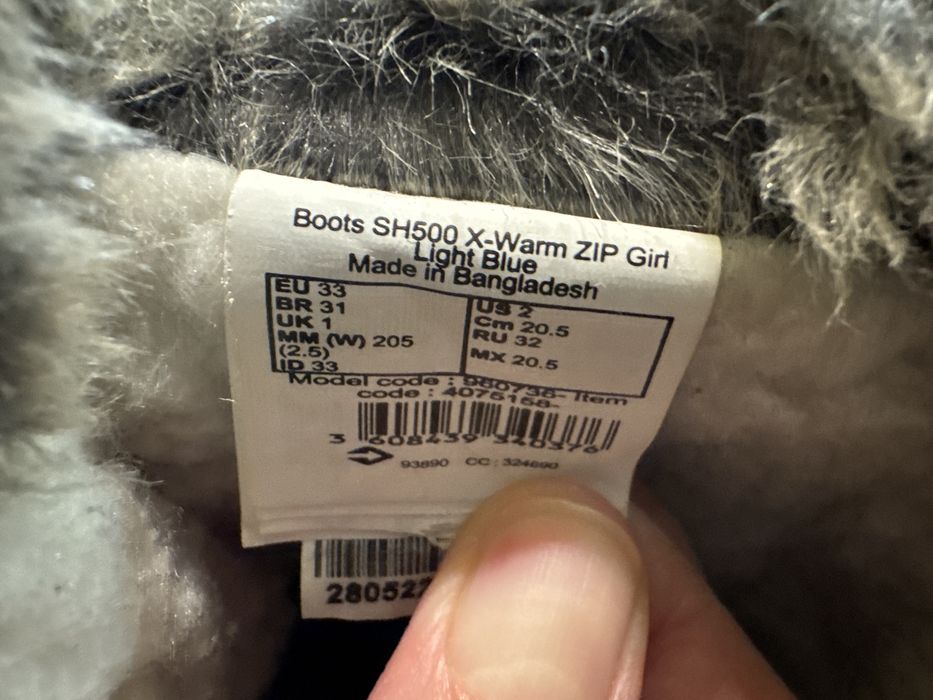 Boots SH500 X-Warm ZIP Girl
Light Blue
Made in Bangladesh
EU 33
BR 31
UK 1
MM (W) 205
(2.5)
ID 33
US 2
Cm 20.5
RU 32
MX 20.5
Model code : 980736- Item
code : 4075158-
3 608439 340376
93890 CC : 324690
280522